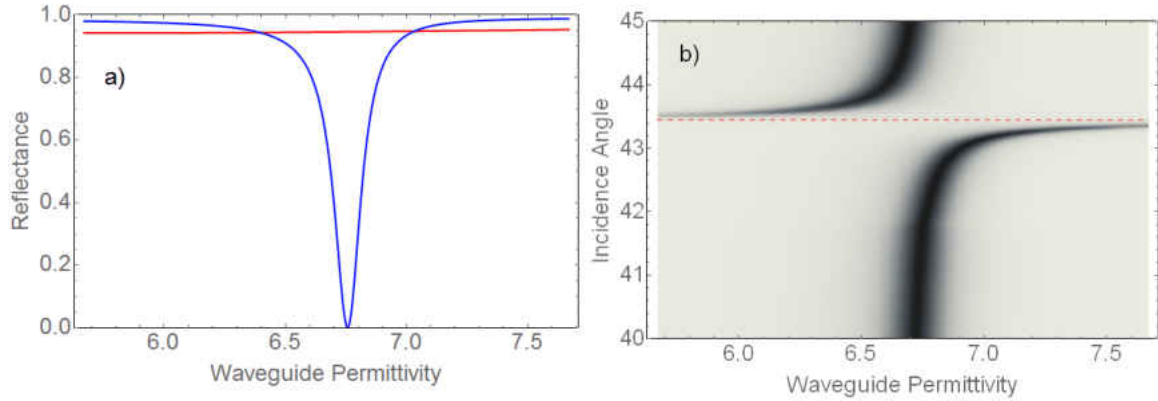 a)
Reflectance
1.0
0.8
0.6
0.4
0.2
0.0
6.0 6.5 7.0 7.5
Waveguide Permittivity
b)
Incidence Angle
45
44
43
42
41
40
6.0 6.5 7.0 7.5
Waveguide Permittivity